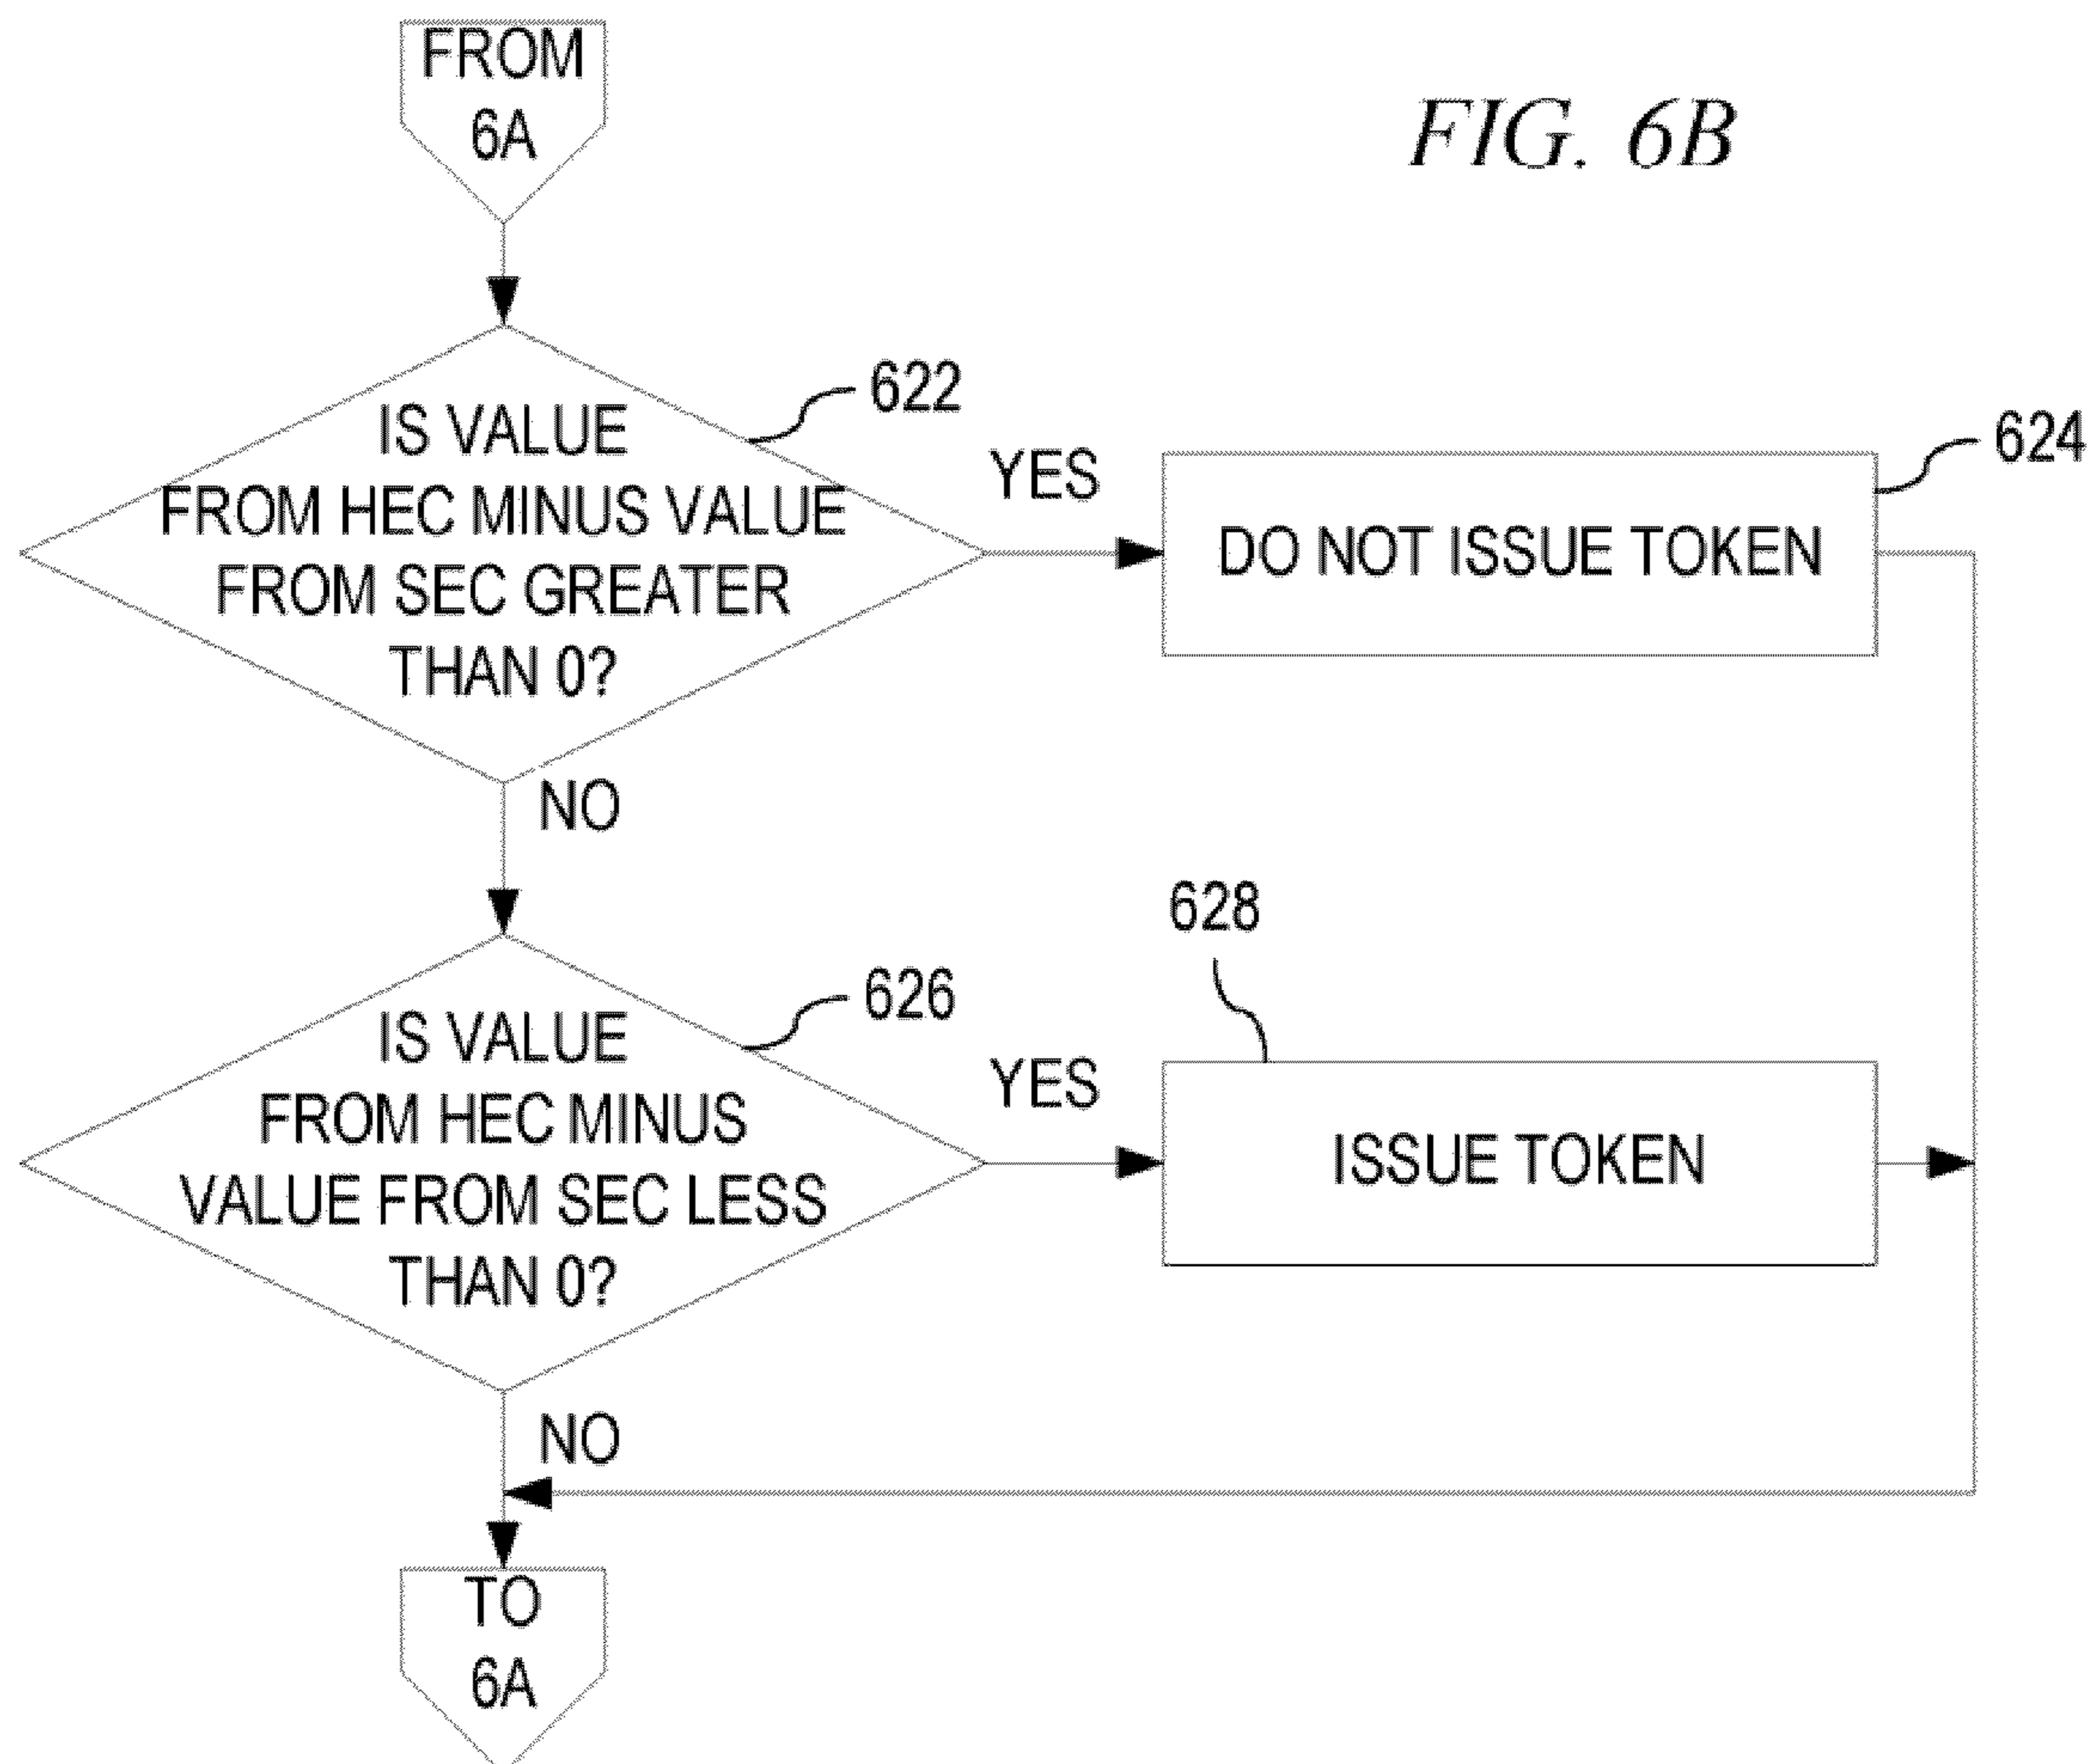 FROM
6A
FIG. 6B
622
IS VALUE
FROM HEC MINUS VALUE
FROM SEC GREATER
THAN 0?
YES
624
DO NOT ISSUE TOKEN
NO
626
IS VALUE
FROM HEC MINUS
VALUE FROM SEC LESS
THAN 0?
YES
628
ISSUE TOKEN
NO
TO
6A